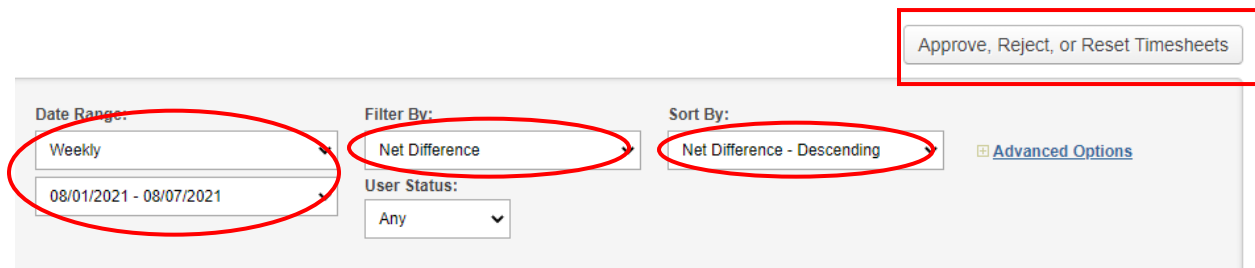 Approve, Reject, or Reset Timesheets
Date Range:
Filter By:
Sort By:
Weekly
Net Difference
Net Difference - Descending
Advanced Options
08/01/2021 - 08/07/2021
User Status:
Any